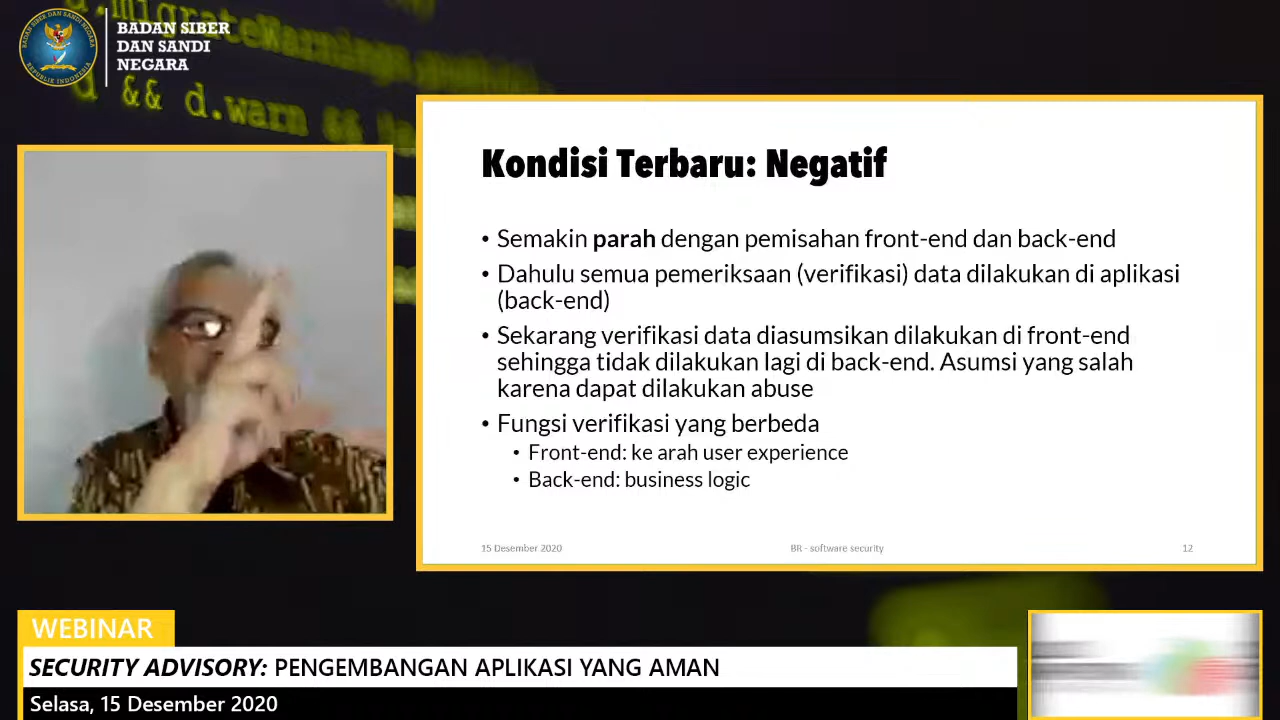 BADAN SIBER
DAN SANDI
NEGARA
d && d.warn &&
Kondisi Terbaru: Negatif
• Semakin parah dengan pemisahan front-end dan back-end
• Dahulu semua pemeriksaan (verifikasi) data dilakukan di aplikasi
(back-end)
• Sekarang verifikasi data diasumsikan dilakukan di front-end
sehingga tidak dilakukan lagi di back-end. Asumsi yang salah
karena dapat dilakukan abuse
• Fungsi verifikasi yang berbeda
• Front-end: ke arah user experience
• Back-end: business logic
15 Desember 2020
BR - software security
12
WEBINAR
SECURITY ADVISORY: PENGEMBANGAN APLIKASI YANG AMAN
Selasa, 15 Desember 2020